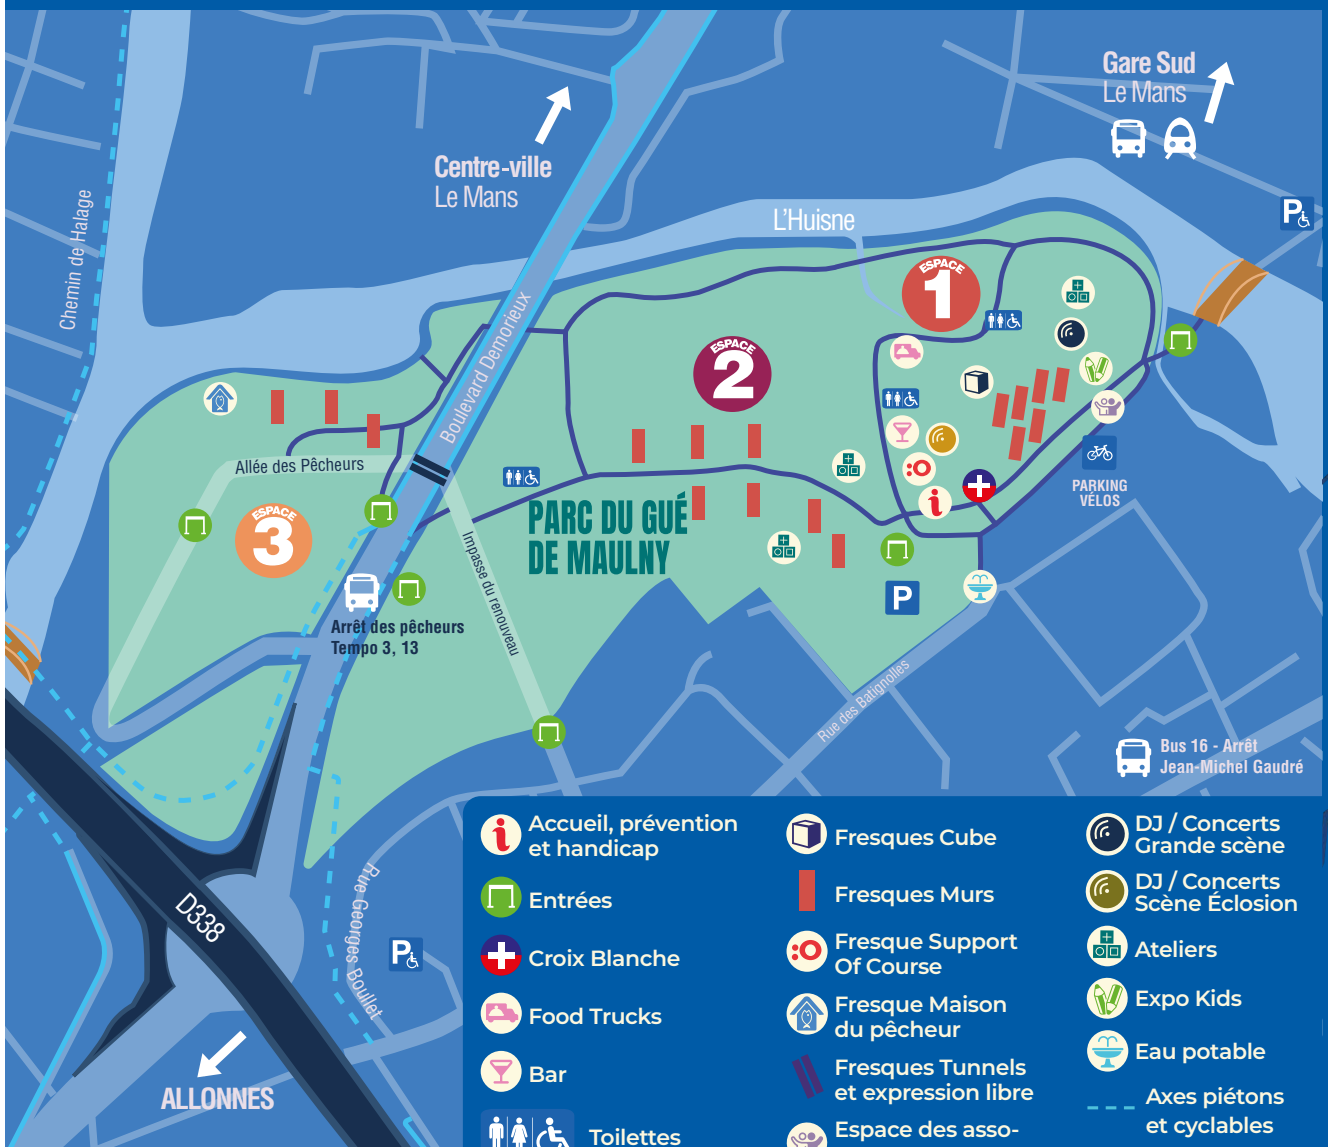 Gare Sud
Le Mans
Centre-ville
Le Mans
Chemin de Halage
L'Huisne
P
Boulevard Demorieux
ESPACE
1
ESPACE
2
Allée des Pêcheurs
ESPACE
3
PARC DU GUÉ
DE MAULNY
Impasse du renouveau
PARKING
VÉLOS
i
P
Arrêt des pêcheurs
Tempo 3, 13
Rue des Batignolles
Bus 16 - Arrêt
Jean-Michel Gaudré
D338
Rue Georges Boullet
P
ALLONNES
i
Accueil, prévention
et handicap
Entrées
Croix Blanche
Food Trucks
Bar
Toilettes
Fresques Cube
Fresques Murs
Fresque Support
Of Course
Fresque Maison
du pêcheur
Fresques Tunnels
et expression libre
Espace des asso-
DJ / Concerts
Grande scène
DJ / Concerts
Scène Éclosion
Ateliers
Expo Kids
Eau potable
Axes piétons
et cyclables